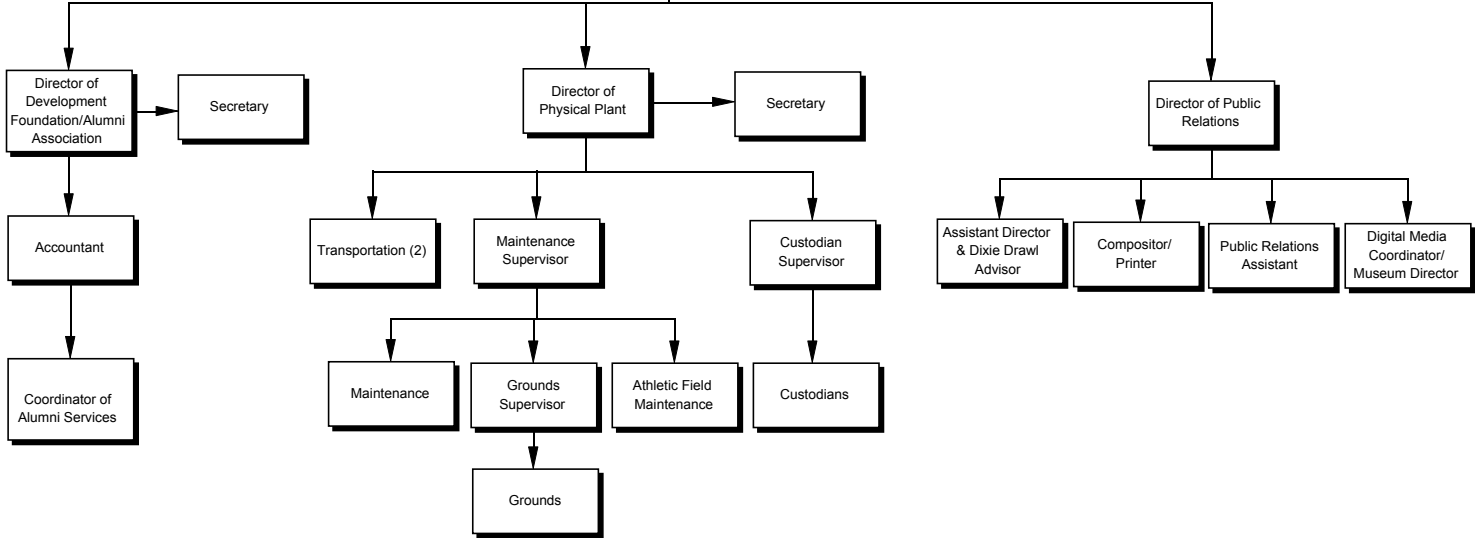 Director of
Development
Foundation/Alumni
Association
Secretary
Director of
Physical Plant
Secretary
Director of Public
Relations
Accountant
Transportation (2)
Maintenance
Supervisor
Custodian
Supervisor
Assistant Director
& Dixie Drawl
Advisor
Compositor/
Printer
Public Relations
Assistant
Digital Media
Coordinator/
Museum Director
Coordinator of
Alumni Services
Maintenance
Grounds
Supervisor
Athletic Field
Maintenance
Custodians
Grounds